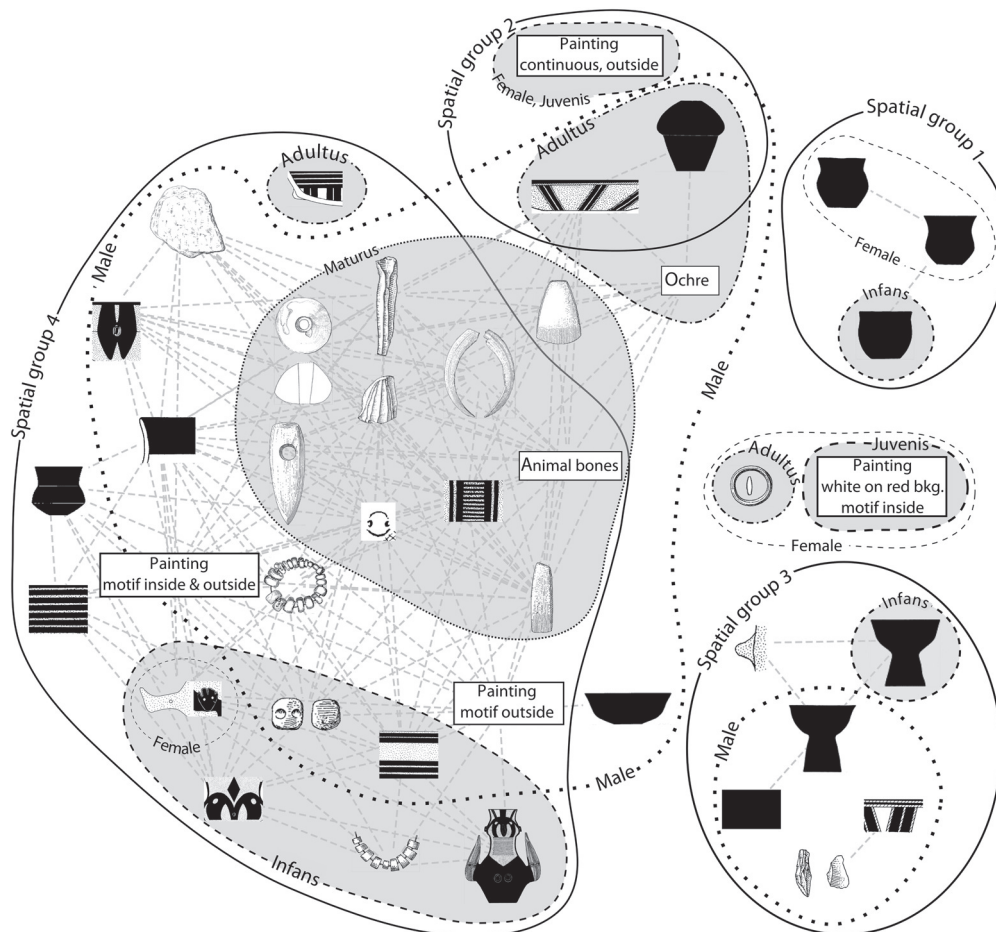 Spatial group 2
Painting
continuous, outside
Female, Juvenis
Adultus
Spatial group 1
Female
Infans
Adultus
Male
Maturus
Ochre
Spatial group 4
Male
Animal bones
Adultus
Juvenis
Painting
white on red bkg.
motif inside
Female
Painting
motif inside & outside
Spatial group 3
Infans
Male
Painting
motif outside
Female
Male
Infans